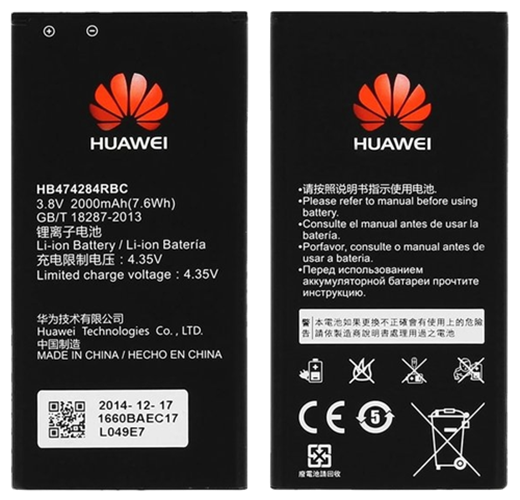 HUAWEI
HB474284RBC
3.8V 2000mAh(7.6Wh)
GB/T 18287-2013
锂离子电池
Li-ion Battery / Li-ion Batería
充电限制电压：4.35V
Limited charge voltage : 4.35V
华为技术有限公司
Huawei Technologies Co., LTD.
中国制造
MADE IN CHINA / HECHO EN CHINA
2014- 12- 17
1660BAEC17
L049E7
HUAWEI
•请按照说明书指示使用电池.
•Please refer to manual before using
battery.
•Consulte el manual antes de usar la
batería.
•Porfavor, consulte el manual antes de
usar a batería.
•Перед использованием
аккумуляторной батареи прочтите
инструкцию.
警告
本電池如果更換不正確會有使用上的危險
請依製造商說明書處理用過之電池
CE
5
廢電池請回收